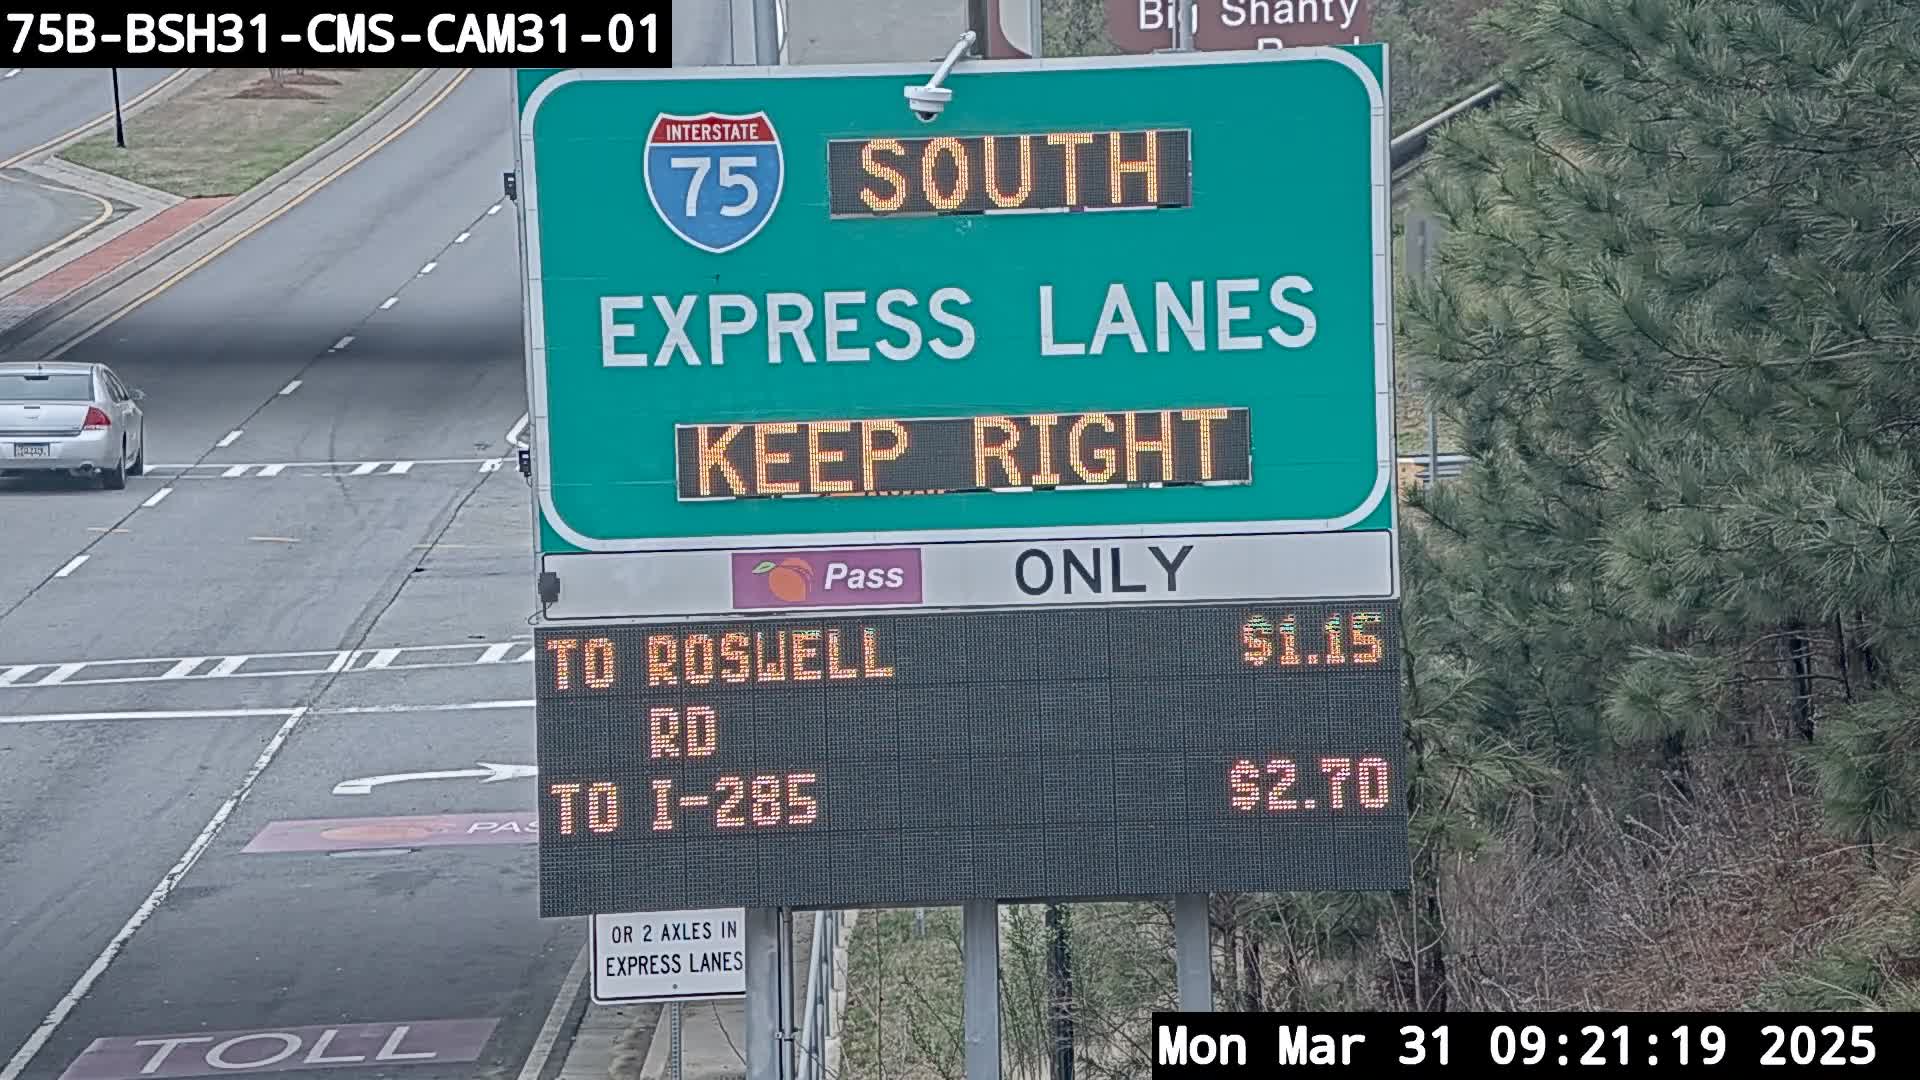 75B-BSH31-CMS-CAM31-01
Big Shanty
INTERSTATE
75
SOUTH
EXPRESS LANES
KEEP RIGHT
Pass ONLY
TO ROSWELL $1.15
RD
TO I-285 $2.70
OR 2 AXLES IN
EXPRESS LANES
TOLL
Mon Mar 31 09:21:19 2025